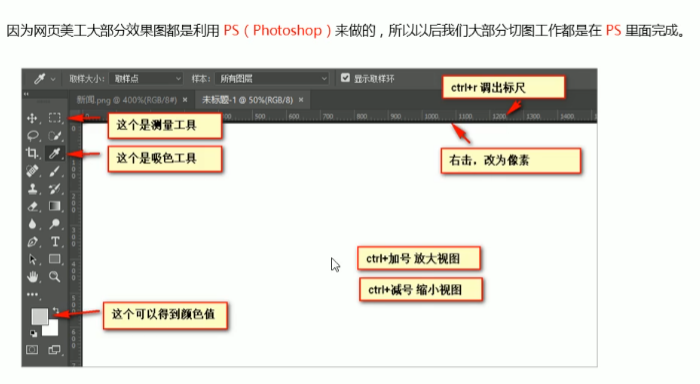 因为网页美工大部分效果图都是利用 PS（Photoshop）来做的，所以以后我们大部分切图工作都是在 PS 里面完成。
取样大小： 取样点 样本： 所有图层 显示取样环
新闻.png @ 400%(RGB/8#) × 未标题-1 @ 50%(RGB/8) ×
ctrl+r 调出标尺
0 500 600 700 800 900 1000 1100 1200 1300 1400
这个是测量工具
这个是吸色工具
右击，改为像素
ctrl+加号 放大视图
ctrl+减号 缩小视图
这个可以得到颜色值